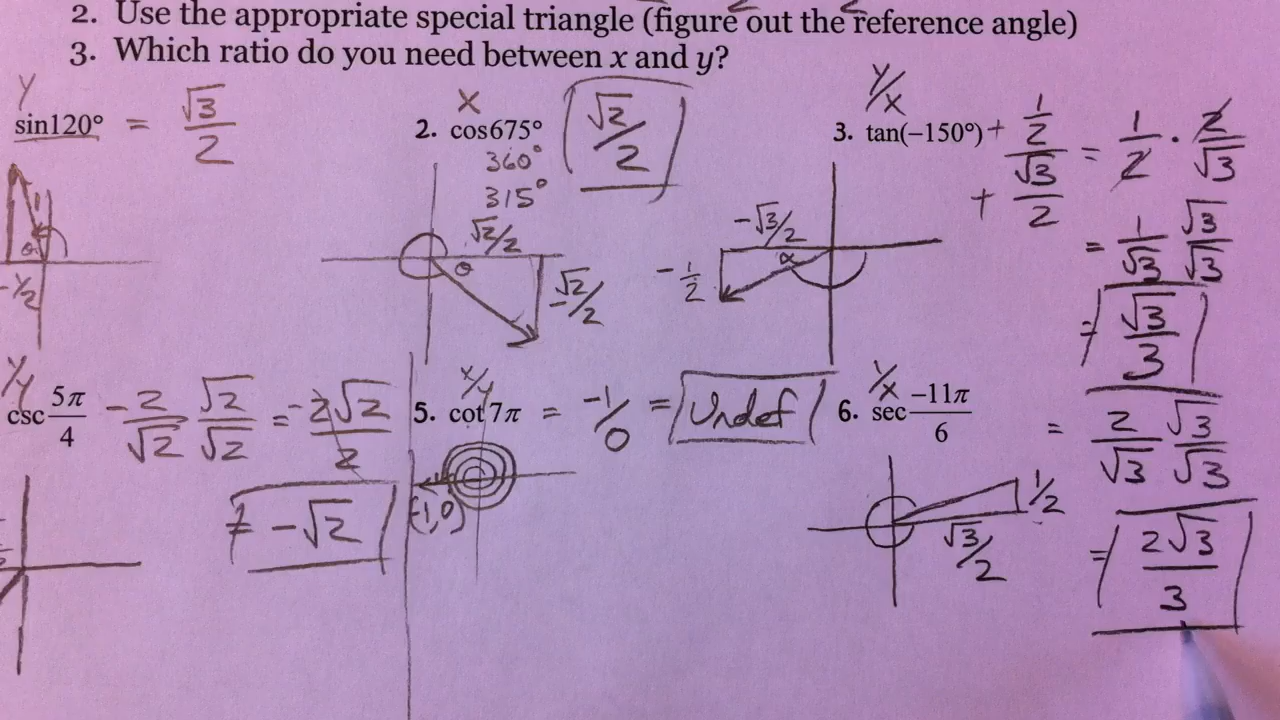 2. Use the appropriate special triangle (figure out the reference angle)
3. Which ratio do you need between x and y?
y
sin120° = √3/2
-1/2
x
2. cos675° √2/2
360°
315°
√2/2
θ
-√2/2
y/x
3. tan(-150°) + 1/2 / + √3/2 = 1/2 · 2/√3
-√3/2
α
-1/2
= 1/√3 √3/√3
= √3/3
1/y
csc 5π/4 -2/√2 √2/√2 = -2√2/2
= -√2
x/y
5. cot7π = -1/0 = Undef
(-1,0)
1/x
6. sec -11π/6 = 2/√3 √3/√3
1/2
√3/2
= 2√3/3